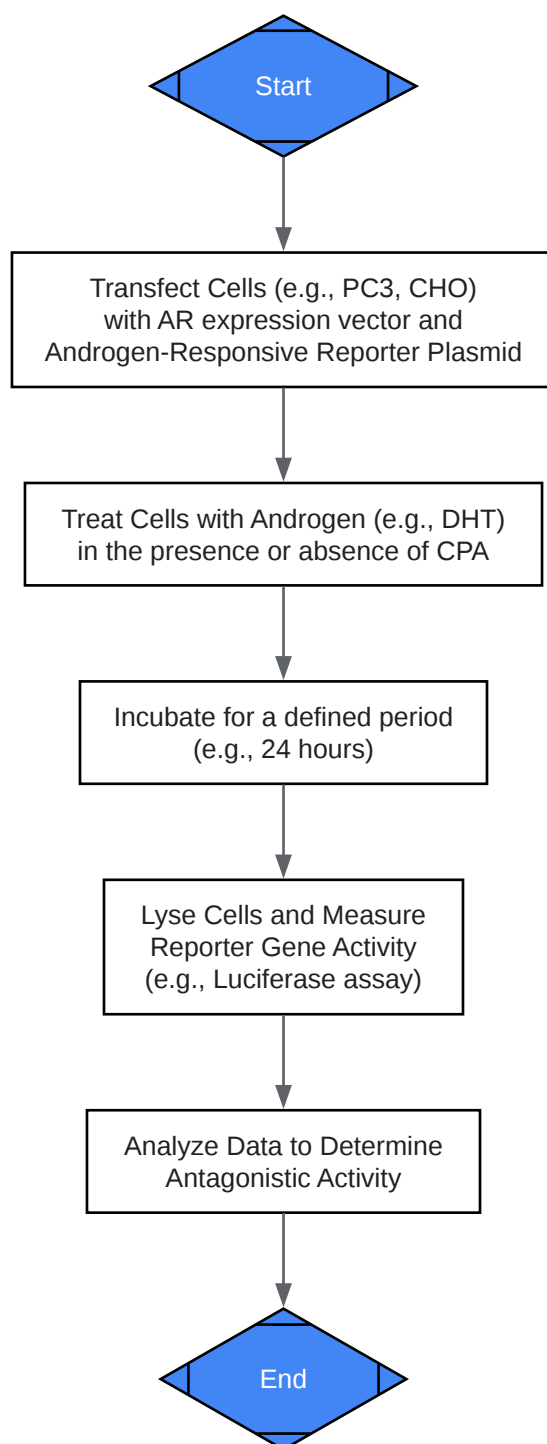 Start
Transfect Cells (e.g., PC3, CHO)
with AR expression vector and
Androgen-Responsive Reporter Plasmid
Treat Cells with Androgen (e.g., DHT)
in the presence or absence of CPA
Incubate for a defined period
(e.g., 24 hours)
Lyse Cells and Measure
Reporter Gene Activity
(e.g., Luciferase assay)
Analyze Data to Determine
Antagonistic Activity
End